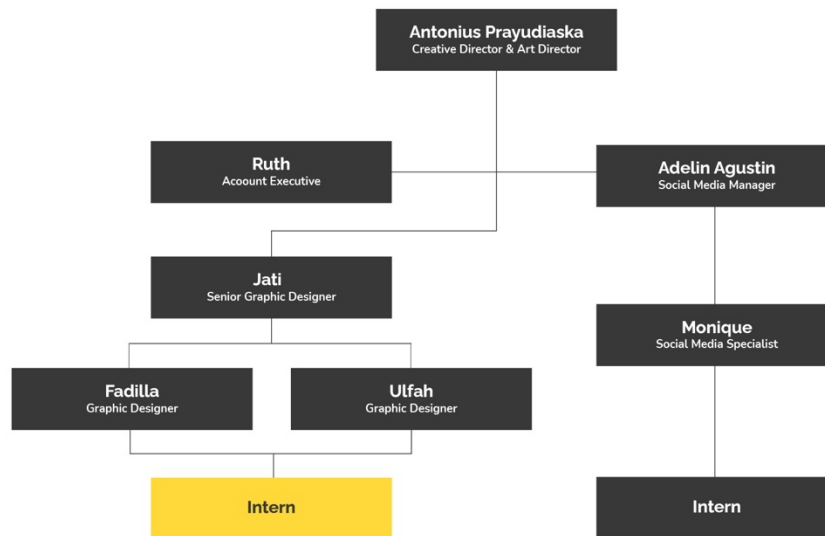 Antonius Prayudiaska
Creative Director & Art Director
Ruth
Acoount Executive
Adelin Agustin
Social Media Manager
Jati
Senior Graphic Designer
Monique
Social Media Specialist
Fadilla
Graphic Designer
Ulfah
Graphic Designer
Intern
Intern